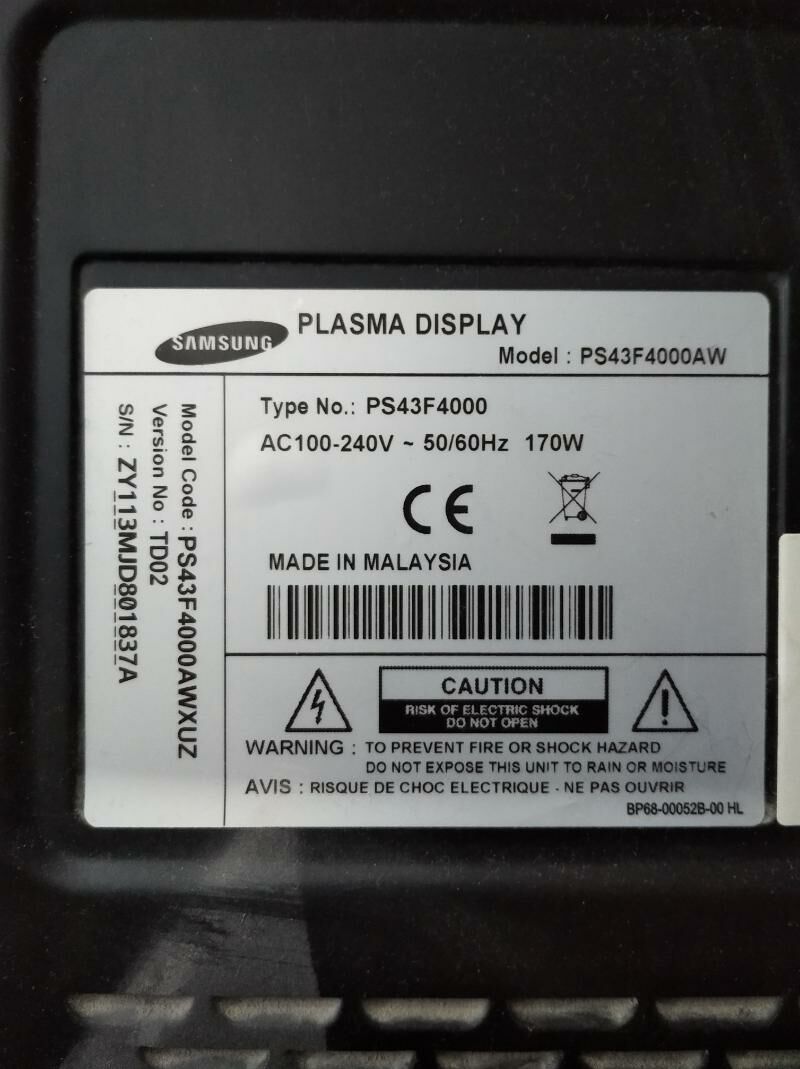 SAMSUNG
PLASMA DISPLAY
Model : PS43F4000AW
Model Code : PS43F4000AWXUZ
Version No : TD02
S/N : ZY113MJD801837A
Type No.: PS43F4000
AC100-240V ~ 50/60Hz 170W
CE
MADE IN MALAYSIA
CAUTION
RISK OF ELECTRIC SHOCK
DO NOT OPEN
WARNING : TO PREVENT FIRE OR SHOCK HAZARD
DO NOT EXPOSE THIS UNIT TO RAIN OR MOISTURE
AVIS : RISQUE DE CHOC ELECTRIQUE - NE PAS OUVRIR
BP68-00052B-00 HL